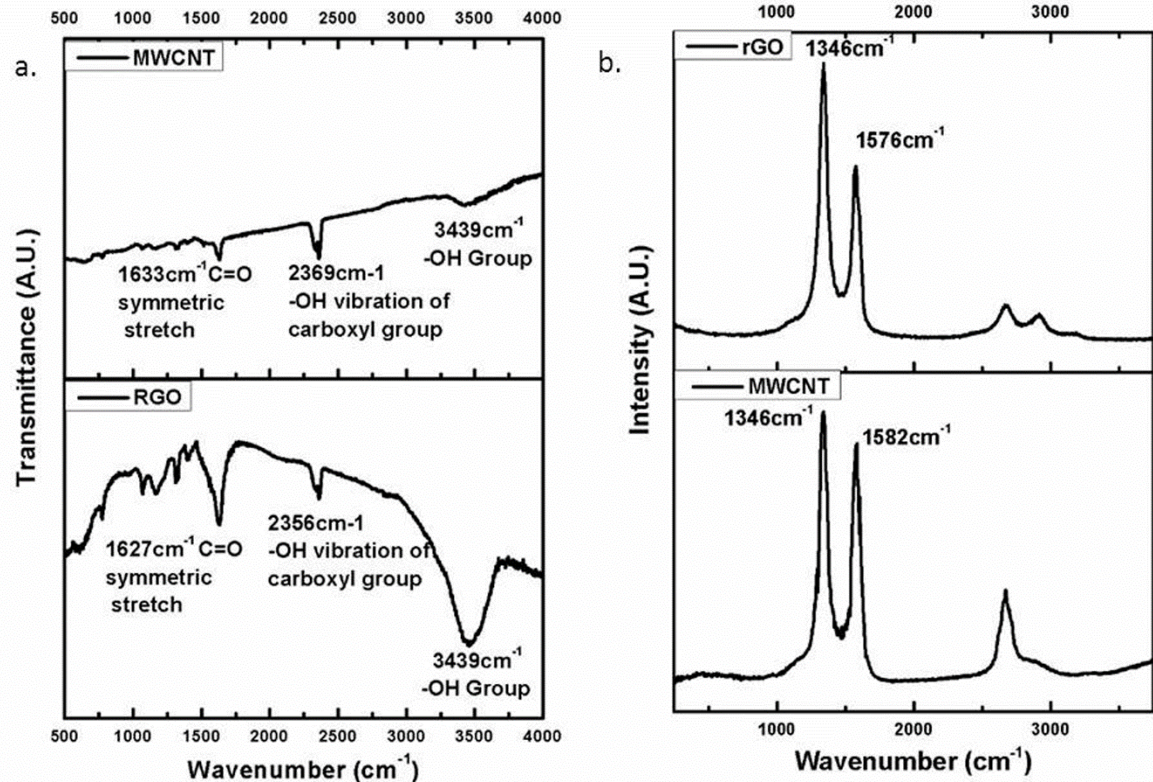 a.
500 1000 1500 2000 2500 3000 3500 4000
MWCNT
1633cm-1 C=O
symmetric
stretch
2369cm-1
-OH vibration of
carboxyl group
3439cm-1
-OH Group
RGO
1627cm-1 C=O
symmetric
stretch
2356cm-1
-OH vibration of
carboxyl group
3439cm-1
-OH Group
500 1000 1500 2000 2500 3000 3500 4000
Wavenumber (cm-1)
Transmittance (A.U.)
b.
1000 2000 3000
rGO
1346cm-1
1576cm-1
MWCNT
1346cm-1
1582cm-1
1000 2000 3000
Wavenumber (cm-1)
Intensity (A.U.)